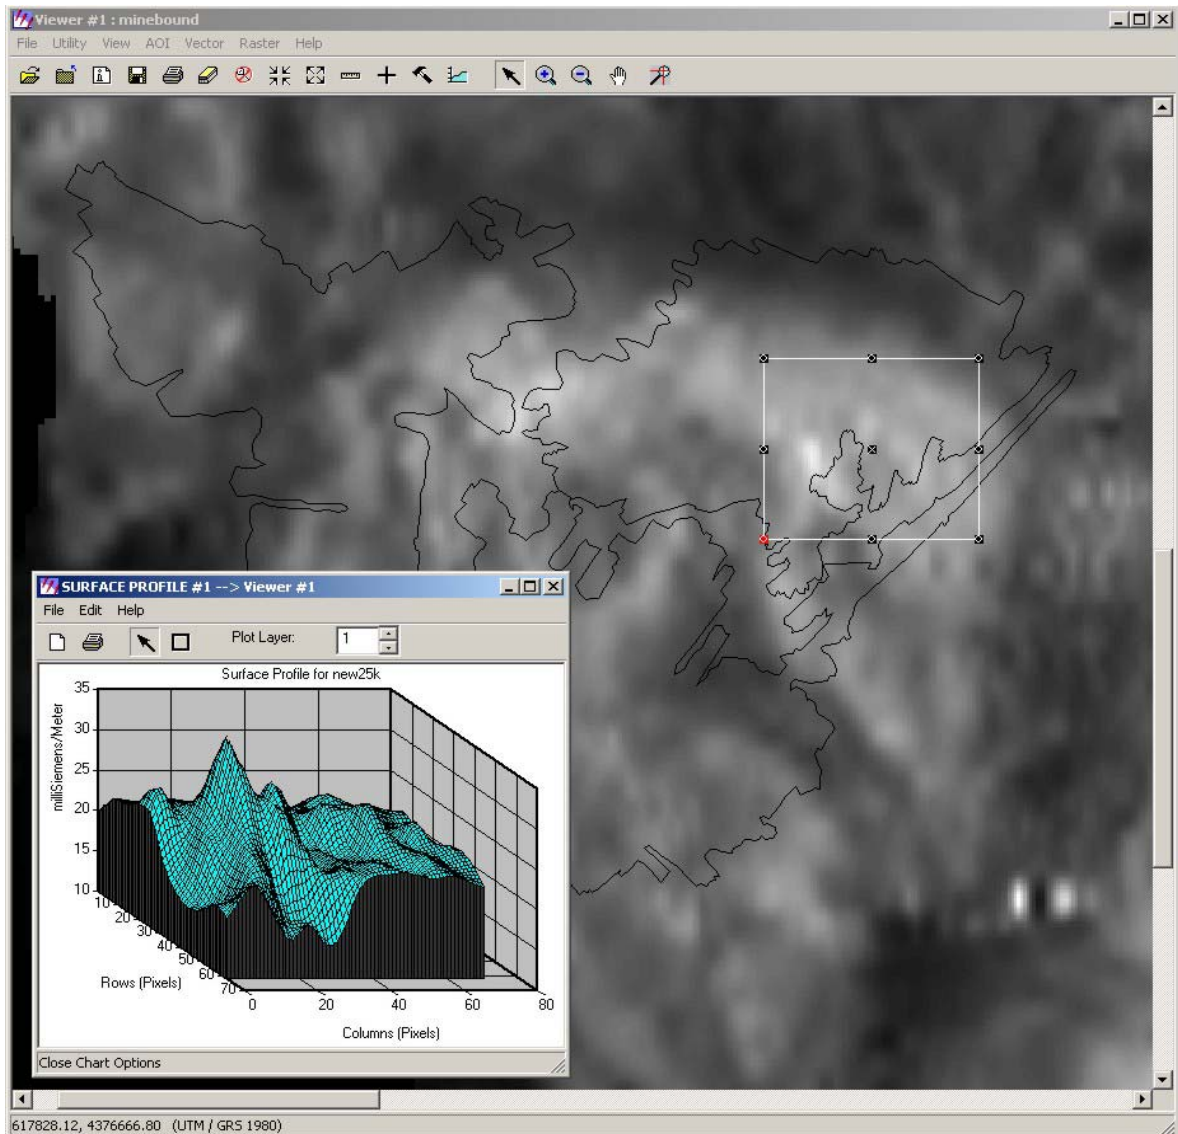 Viewer #1 : minebound
File Utility View AOI Vector Raster Help
SURFACE PROFILE #1 --> Viewer #1
File Edit Help
Plot Layer: 1
Surface Profile for new25k
milliSiemens/Meter
35
30
25
20
15
10
10
20
30
40
50
60
70
Rows (Pixels)
0 20 40 60 80
Columns (Pixels)
Close Chart Options
617828.12, 4376666.80 (UTM / GRS 1980)